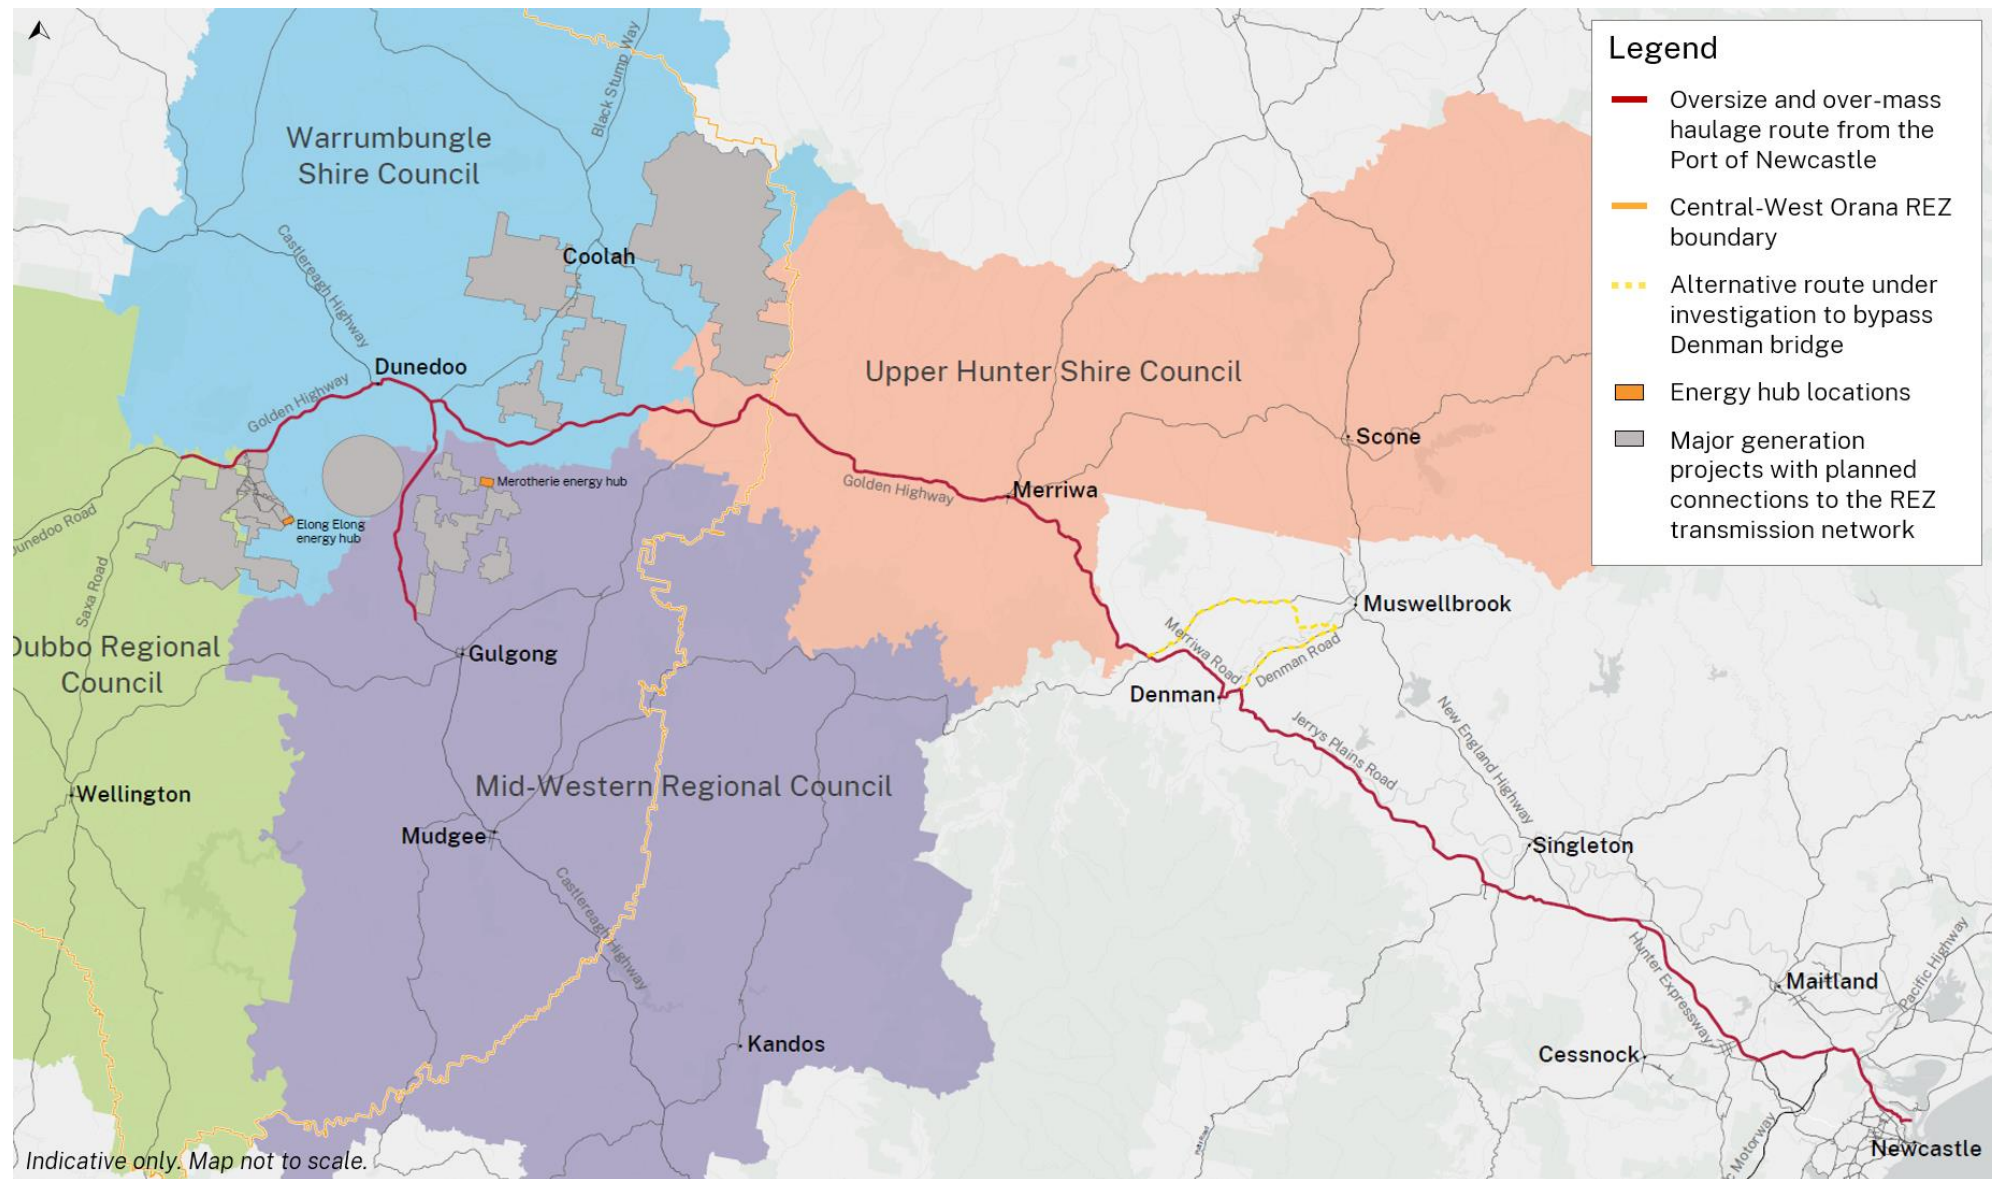 Legend
Oversize and over-mass
haulage route from the
Port of Newcastle
Central-West Orana REZ
boundary
Alternative route under
investigation to bypass
Denman bridge
Energy hub locations
Major generation
projects with planned
connections to the REZ
transmission network
Warrumbungle
Shire Council
Black Stump Way
Castlereagh Highway
Coolah
Dunedoo
Golden Highway
Upper Hunter Shire Council
Scone
Merotherie energy hub
Elong Elong
energy hub
Golden Highway
Merriwa
Dunedoo Road
Saxa Road
Dubbo Regional
Council
Gulgong
Muswellbrook
Merriwa Road
Denman Road
Denman
Jerrys Plains Road
New England Highway
Wellington
Mid-Western Regional Council
Mudgee
Castlereagh Highway
Singleton
Hunter Expressway
Maitland
Pacific Highway
Kandos
Cessnock
Motorway
Newcastle
Indicative only. Map not to scale.